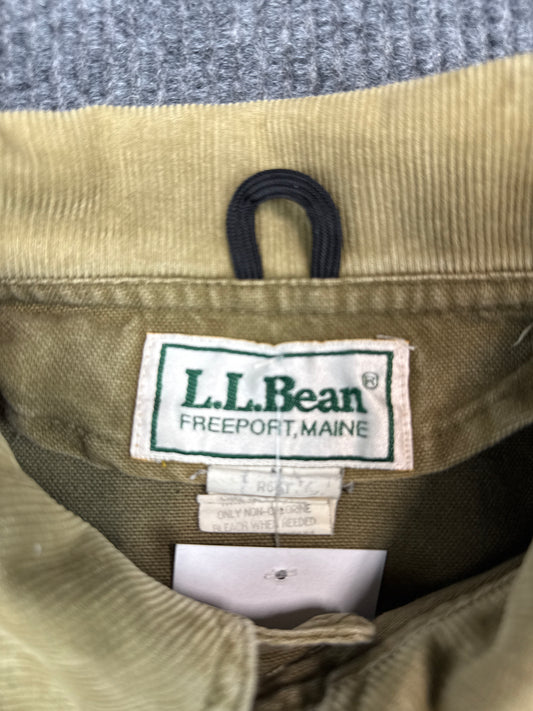 L.L.Bean®
FREEPORT, MAINE
ONLY NON-CHLORINE
BLEACH WHEN NEEDED